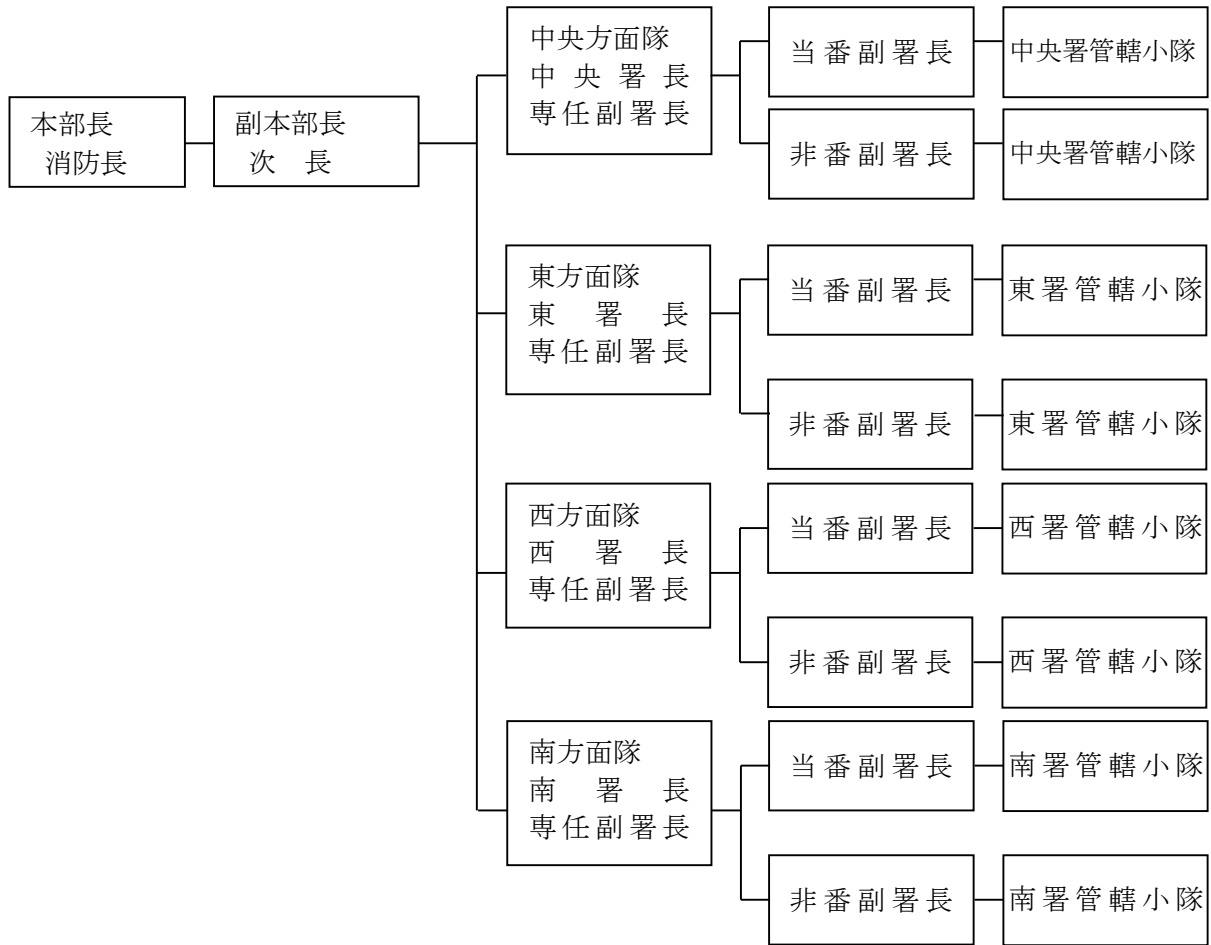 本部長
消防長
副本部長
次　長
中央方面隊
中央署長
専任副署長
当番副署長
中央署管轄小隊
非番副署長
中央署管轄小隊
東方面隊
東署長
専任副署長
当番副署長
東署管轄小隊
非番副署長
東署管轄小隊
西方面隊
西署長
専任副署長
当番副署長
西署管轄小隊
非番副署長
西署管轄小隊
南方面隊
南署長
専任副署長
当番副署長
南署管轄小隊
非番副署長
南署管轄小隊